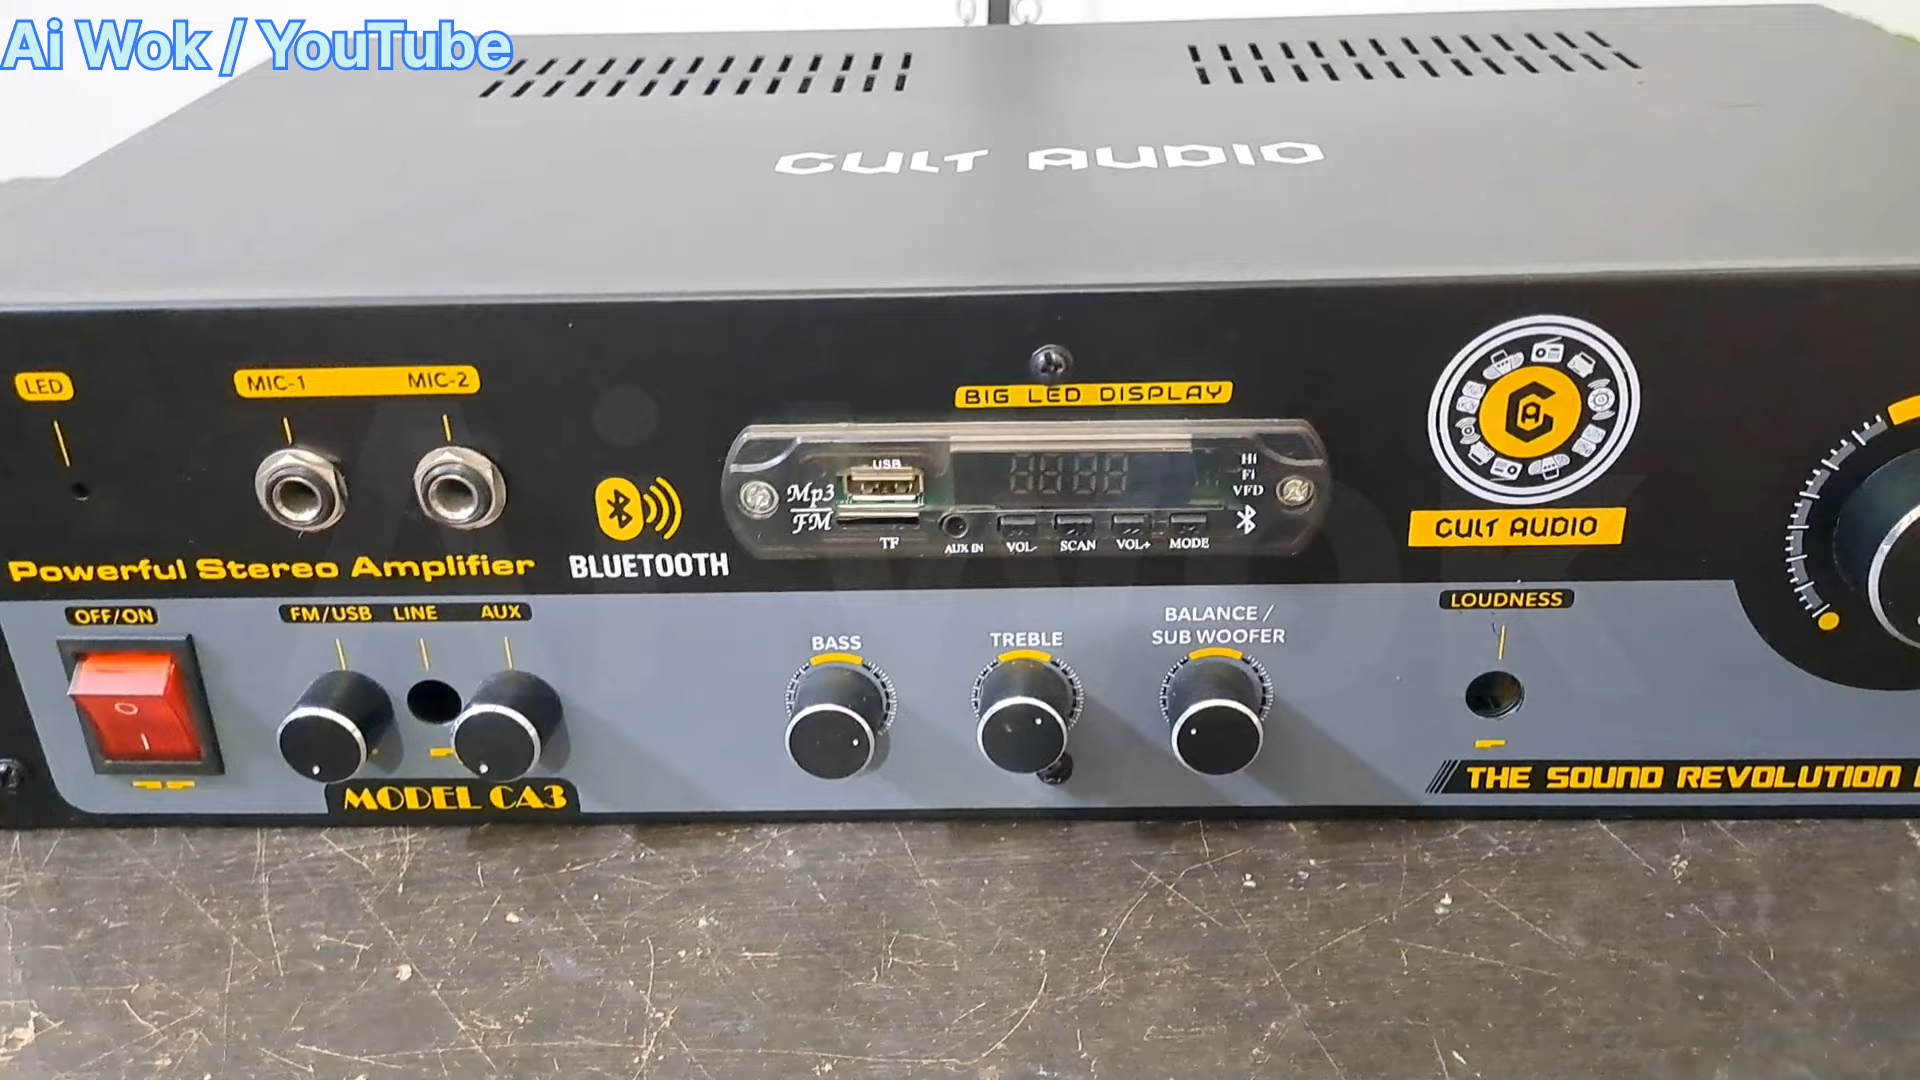 Ai Wok / YouTube
CULT AUDIO
LED
MIC-1 MIC-2
BIG LED DISPLAY
USB
Mp3
FM
TF
AUX IN
VOL-
SCAN
VOL+
MODE
Hi
Fi
VFD
CULT AUDIO
Powerful Stereo Amplifier
BLUETOOTH
OFF/ON
FM/USB LINE AUX
BASS
TREBLE
BALANCE /
SUB WOOFER
LOUDNESS
MODEL CA3
THE SOUND REVOLUTION